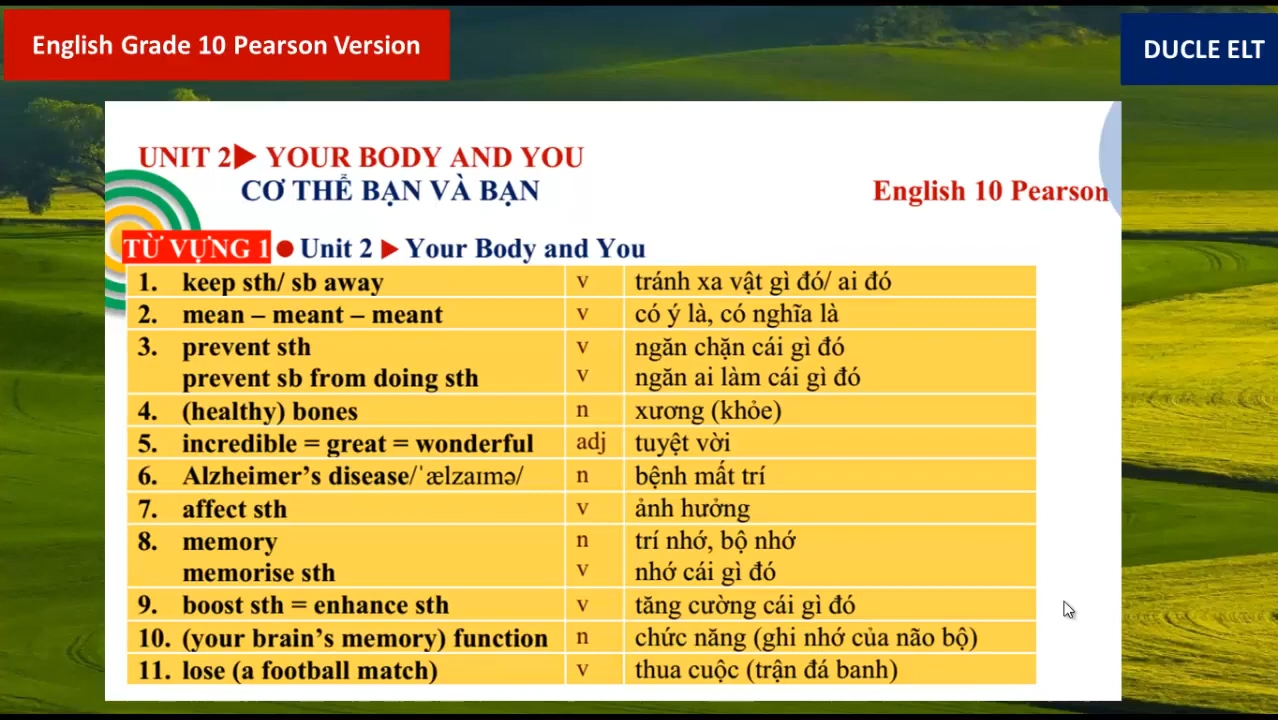 English Grade 10 Pearson Version
DUCLE ELT
UNIT 2▶ YOUR BODY AND YOU
CƠ THỂ BẠN VÀ BẠN
English 10 Pearson
TỪ VỰNG 1 ● Unit 2 ▶ Your Body and You
1. keep sth/ sb away v tránh xa vật gì đó/ ai đó
2. mean – meant – meant v có ý là, có nghĩa là
3. prevent sth v ngăn chặn cái gì đó
prevent sb from doing sth v ngăn ai làm cái gì đó
4. (healthy) bones n xương (khỏe)
5. incredible = great = wonderful adj tuyệt vời
6. Alzheimer’s disease/ˈælzaɪmə/ n bệnh mất trí
7. affect sth v ảnh hưởng
8. memory n trí nhớ, bộ nhớ
memorise sth v nhớ cái gì đó
9. boost sth = enhance sth v tăng cường cái gì đó
10. (your brain’s memory) function n chức năng (ghi nhớ của não bộ)
11. lose (a football match) v thua cuộc (trận đá banh)